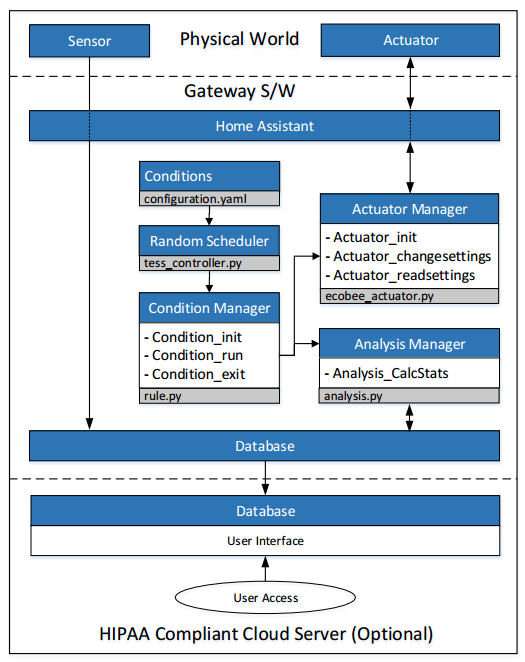 Sensor
Physical World
Actuator
Gateway S/W
Home Assistant
Conditions
configuration.yaml
Random Scheduler
tess_controller.py
Condition Manager
- Condition_init
- Condition_run
- Condition_exit
rule.py
Actuator Manager
- Actuator_init
- Actuator_changesettings
- Actuator_readsettings
ecobee_actuator.py
Analysis Manager
- Analysis_CalcStats
analysis.py
Database
Database
User Interface
User Access
HIPAA Compliant Cloud Server (Optional)